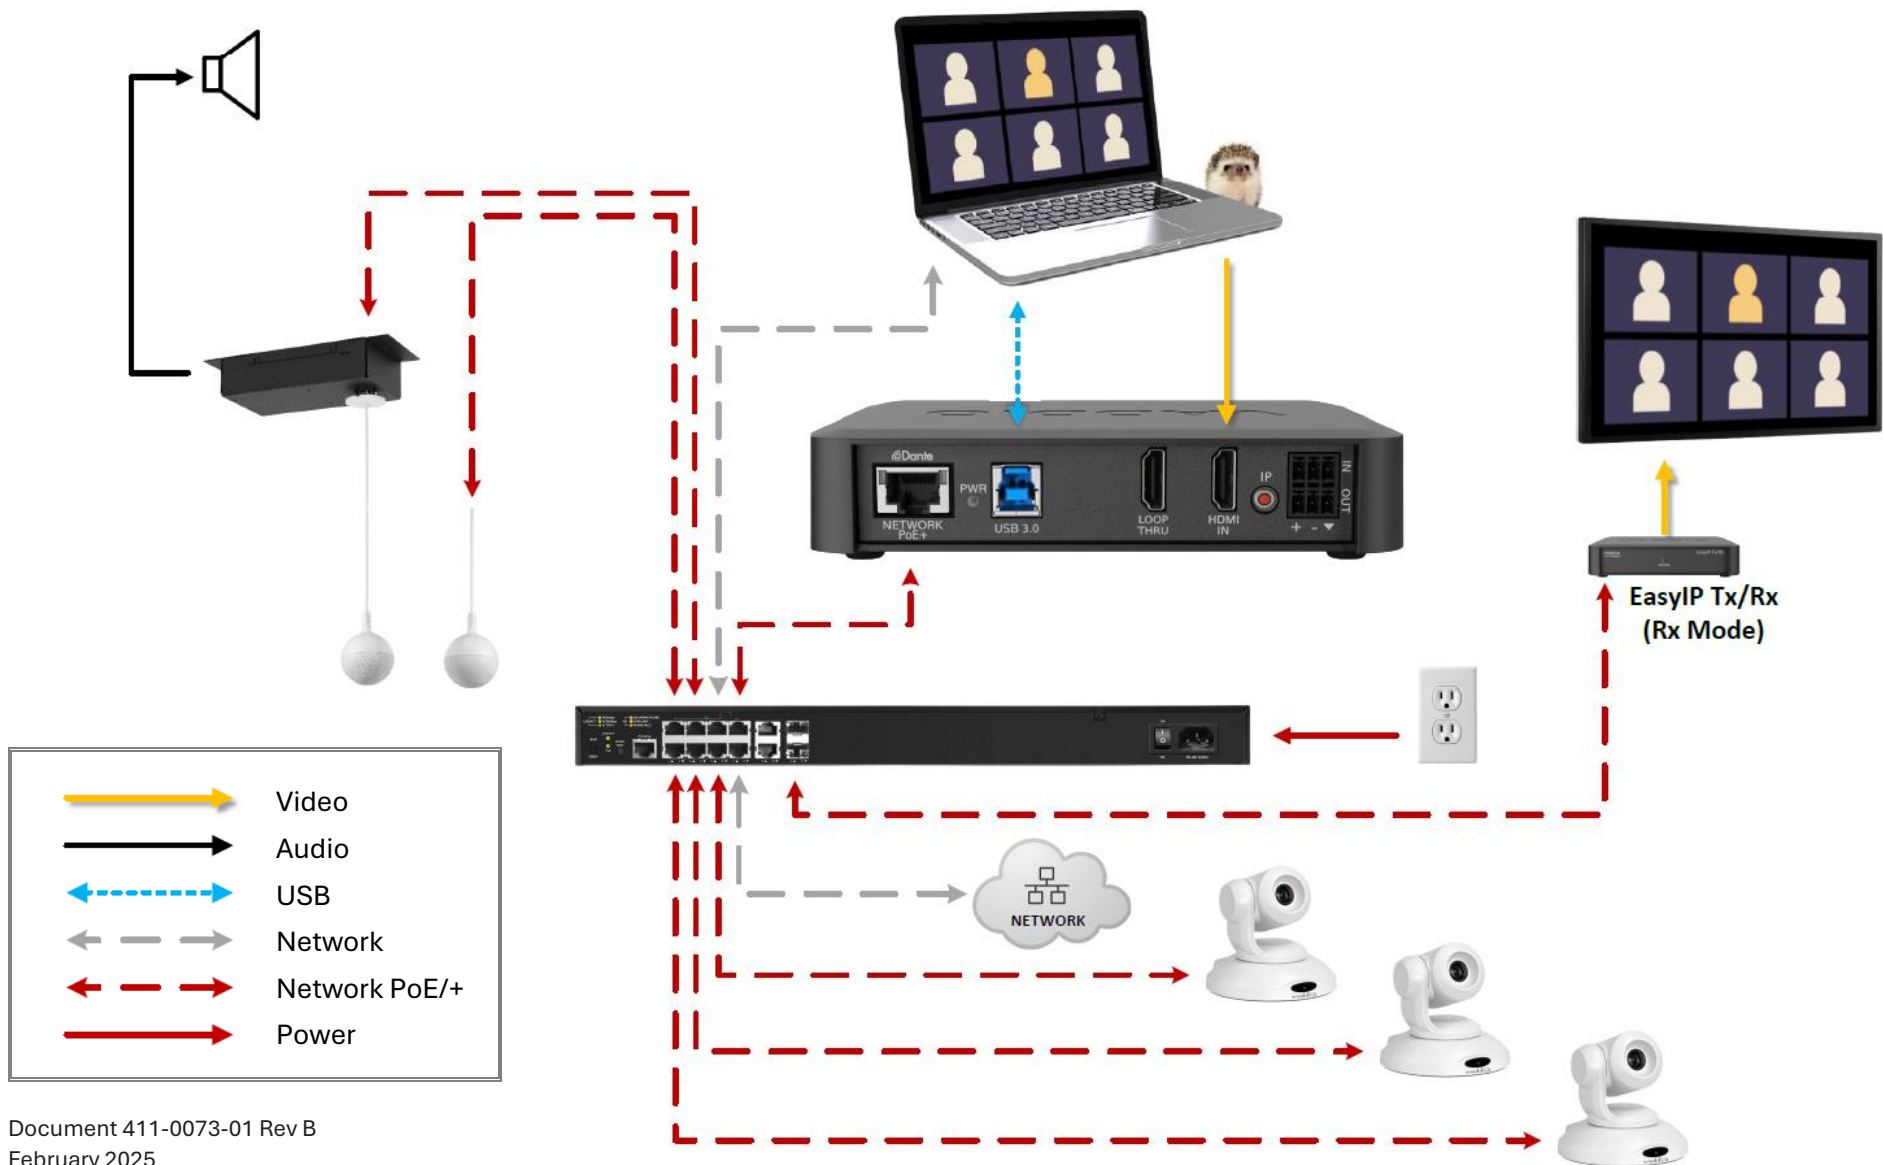 Dante
NETWORK
PoE+
PWR
USB 3.0
LOOP
THRU
HDMI
IN
IP
IN
OUT
+ - ▼
EasyIP Tx/Rx
(Rx Mode)
NETWORK
Video
Audio
USB
Network
Network PoE/+
Power
Document 411-0073-01 Rev B
February 2025